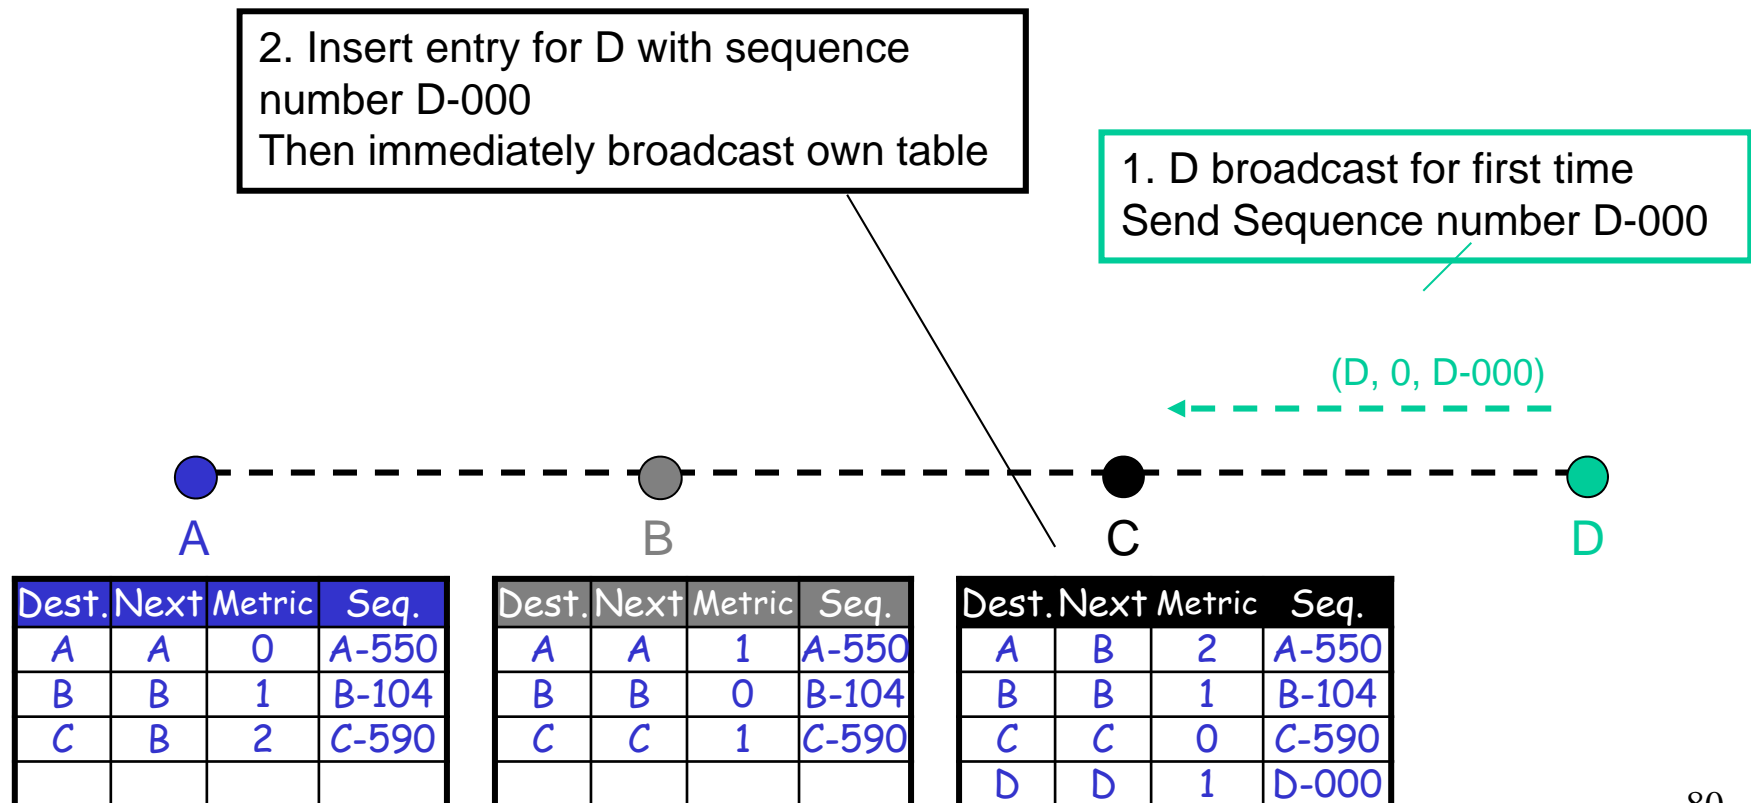 2. Insert entry for D with sequence
number D-000
Then immediately broadcast own table
1. D broadcast for first time
Send Sequence number D-000
(D, 0, D-000)
A
B
C
D
Dest. Next Metric Seq.
A A 0 A-550
B B 1 B-104
C B 2 C-590
Dest. Next Metric Seq.
A A 1 A-550
B B 0 B-104
C C 1 C-590
Dest. Next Metric Seq.
A B 2 A-550
B B 1 B-104
C C 0 C-590
D D 1 D-000